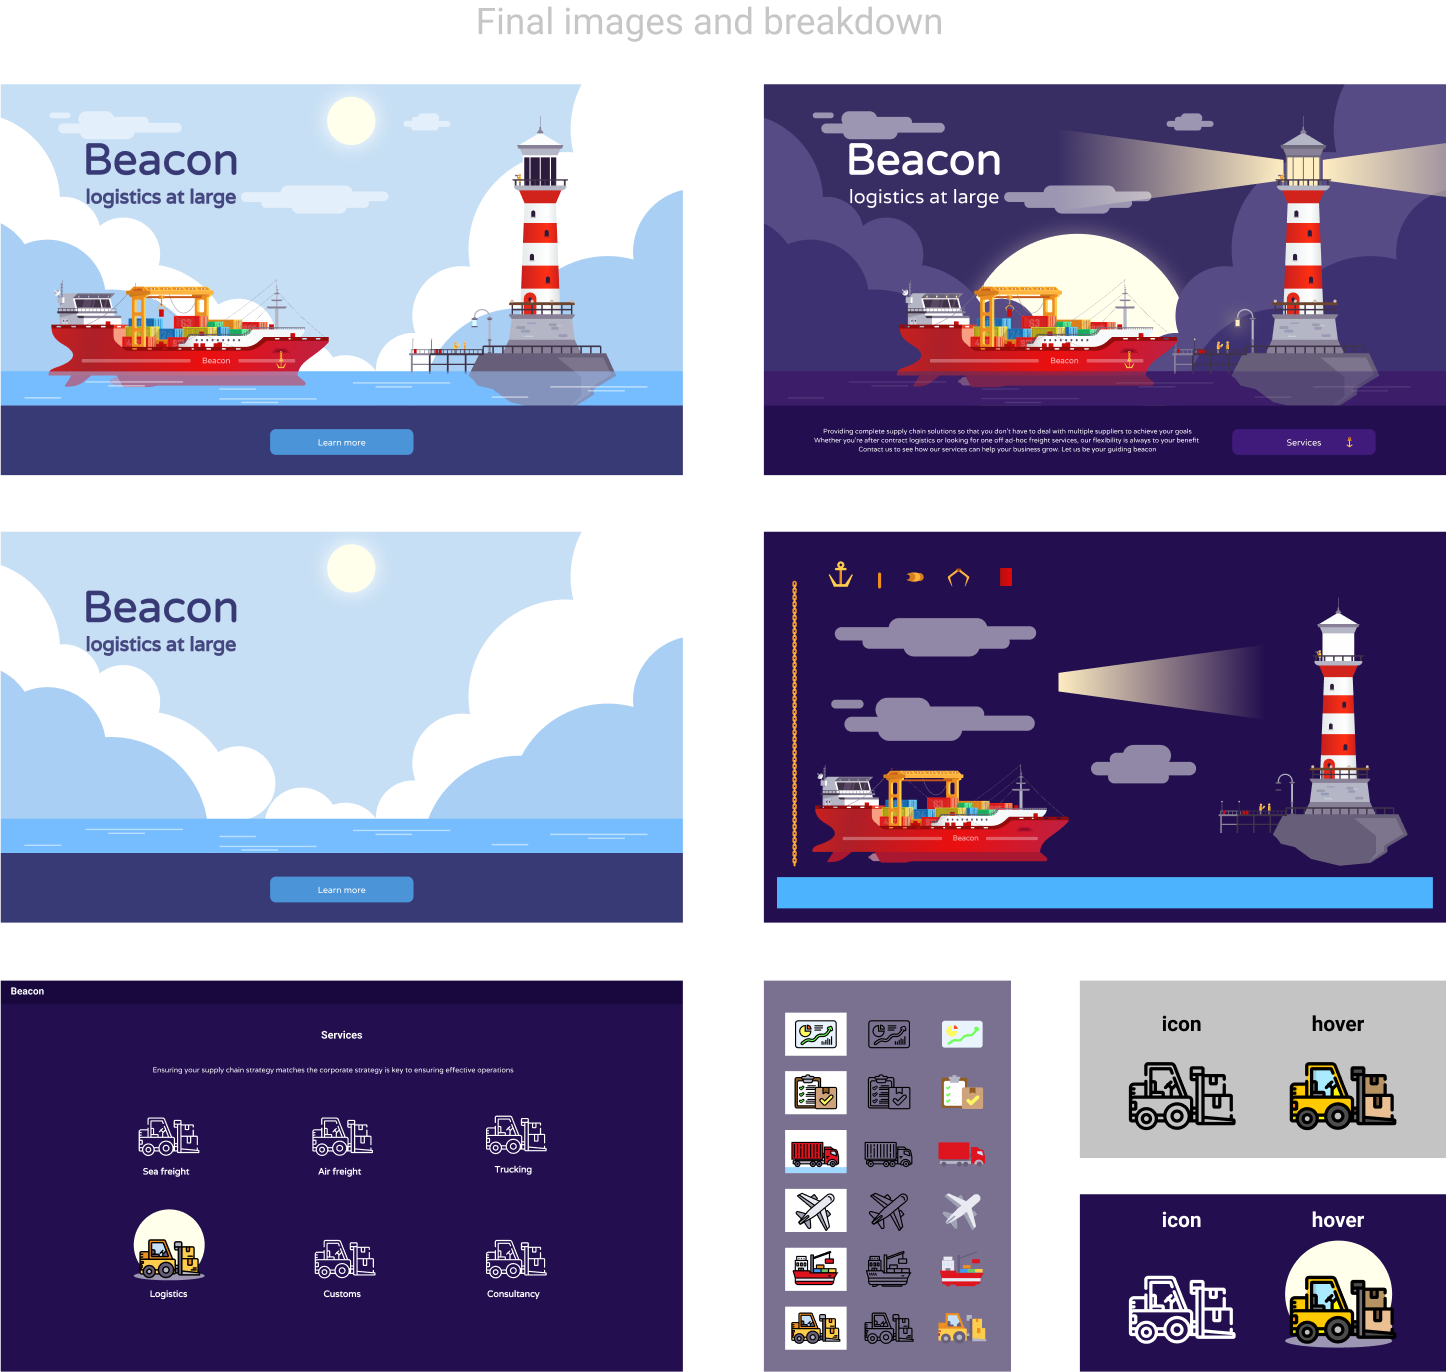 Final images and breakdown
Beacon
logistics at large
Beacon
Learn more
Beacon
logistics at large
Beacon
Providing complete supply chain solutions so that you don't have to deal with multiple suppliers to achieve your goals
Whether you're after contract logistics or looking for one off ad-hoc freight services, our flexibility is always to your benefit
Contact us to see how our services can help your business grow. Let us be your guiding beacon
Services
Beacon
logistics at large
Learn more
Beacon
Beacon
Services
Ensuring your supply chain strategy matches the corporate strategy is key to ensuring effective operations
Sea freight
Air freight
Trucking
Logistics
Customs
Consultancy
icon
hover
icon
hover